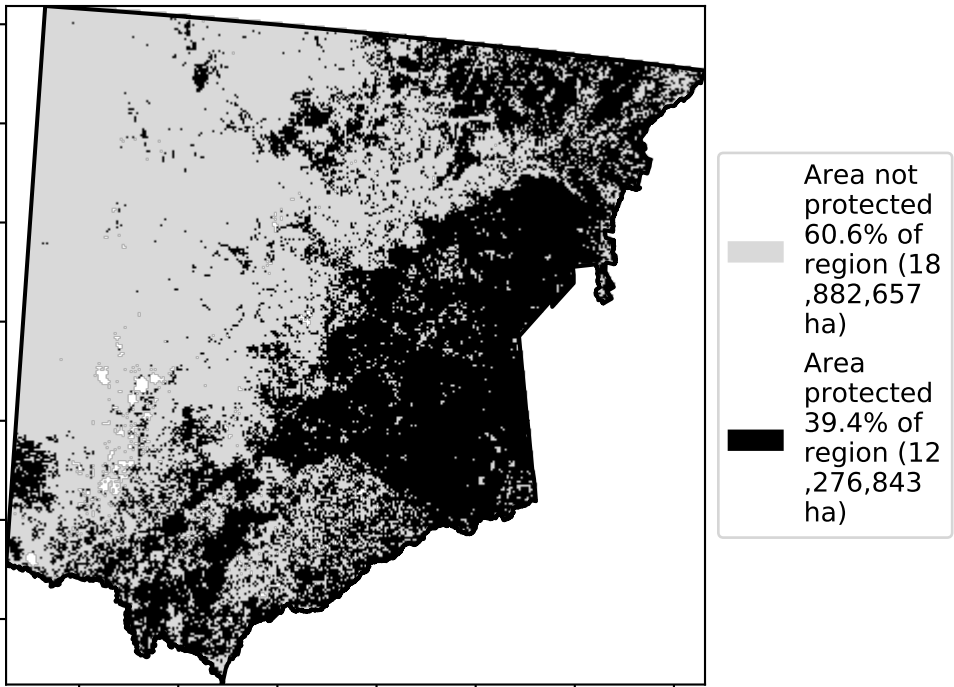 Area not
protected
60.6% of
region (18
,882,657
ha)
Area
protected
39.4% of
region (12
,276,843
ha)